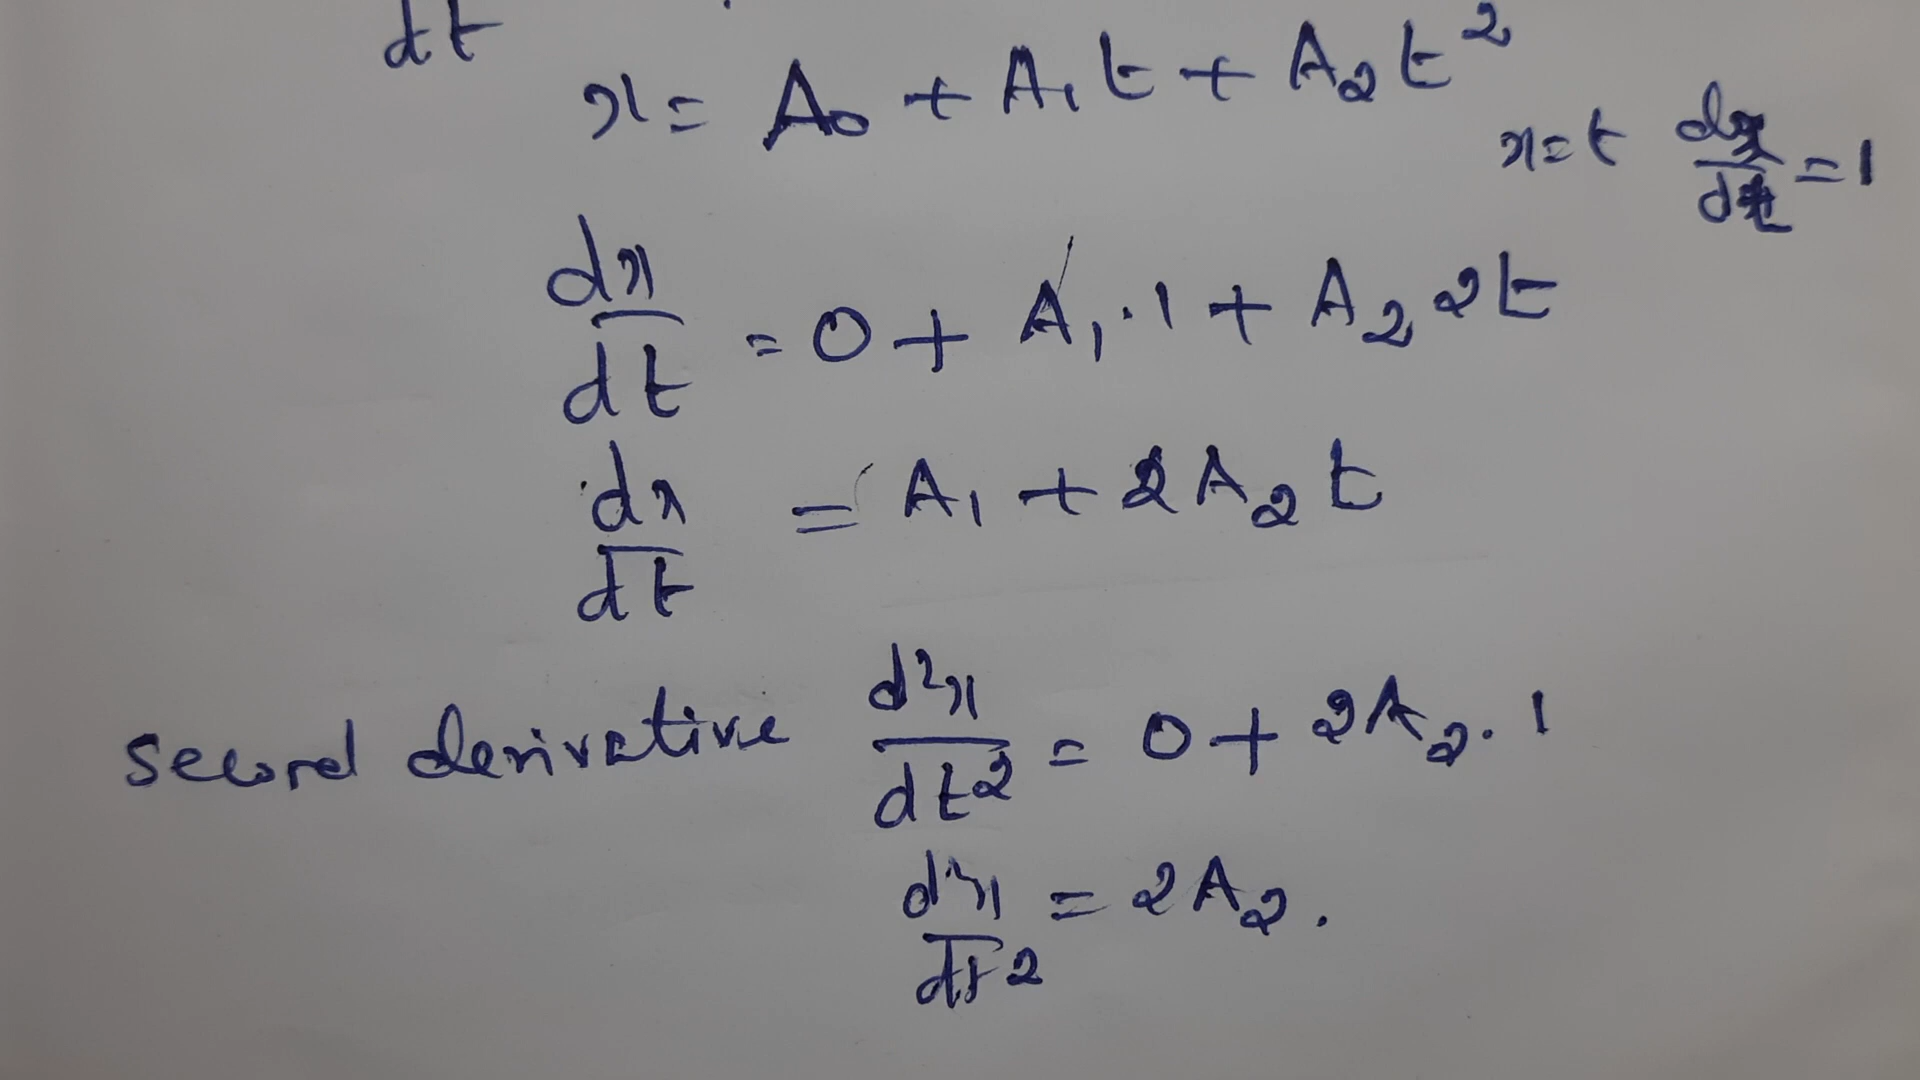 dt
x = A₀ + A₁t + A₂t²
x=t dx/dt = 1
dx/dt = 0 + A₁.1 + A₂ 2t
dx/dt = A₁ + 2A₂t
second derivative d²x/dt² = 0 + 2A₂.1
d²x/dt² = 2A₂.